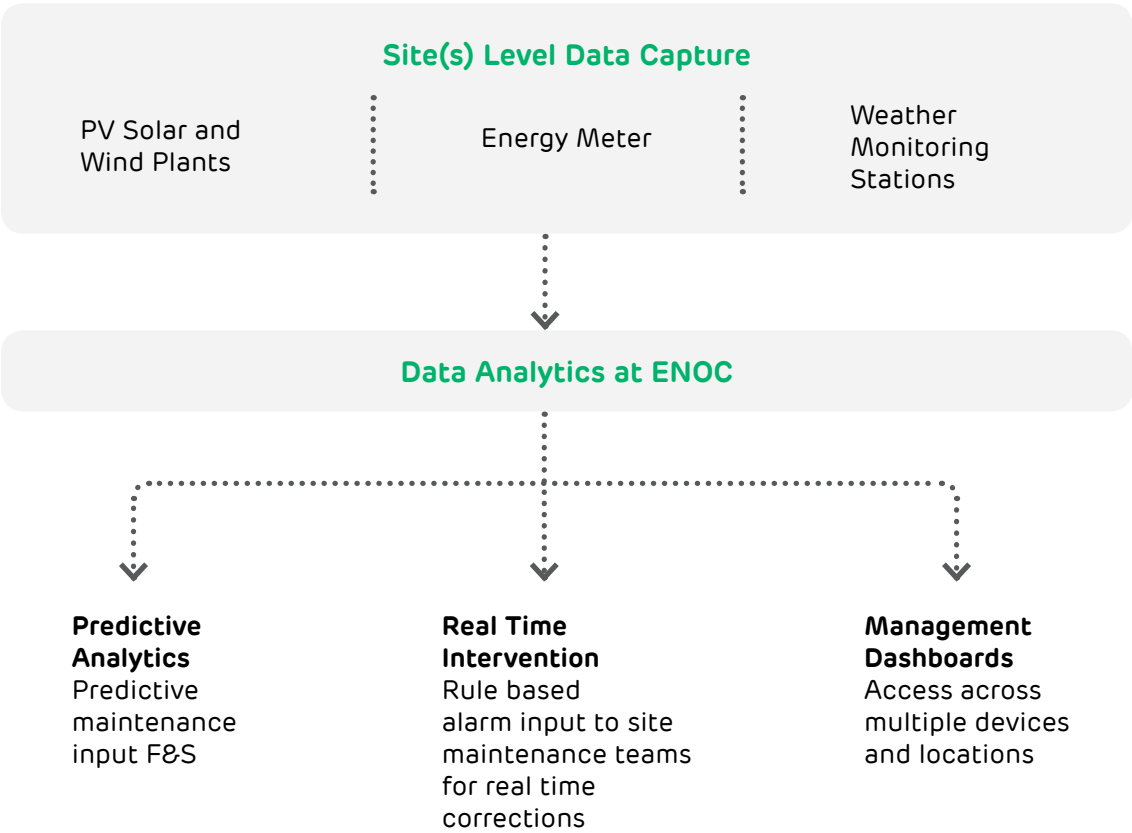 Site(s) Level Data Capture
PV Solar and
Wind Plants
Energy Meter
Weather
Monitoring
Stations
Data Analytics at ENOC
Predictive
Analytics
Predictive
maintenance
input F&S
Real Time
Intervention
Rule based
alarm input to site
maintenance teams
for real time
corrections
Management
Dashboards
Access across
multiple devices
and locations